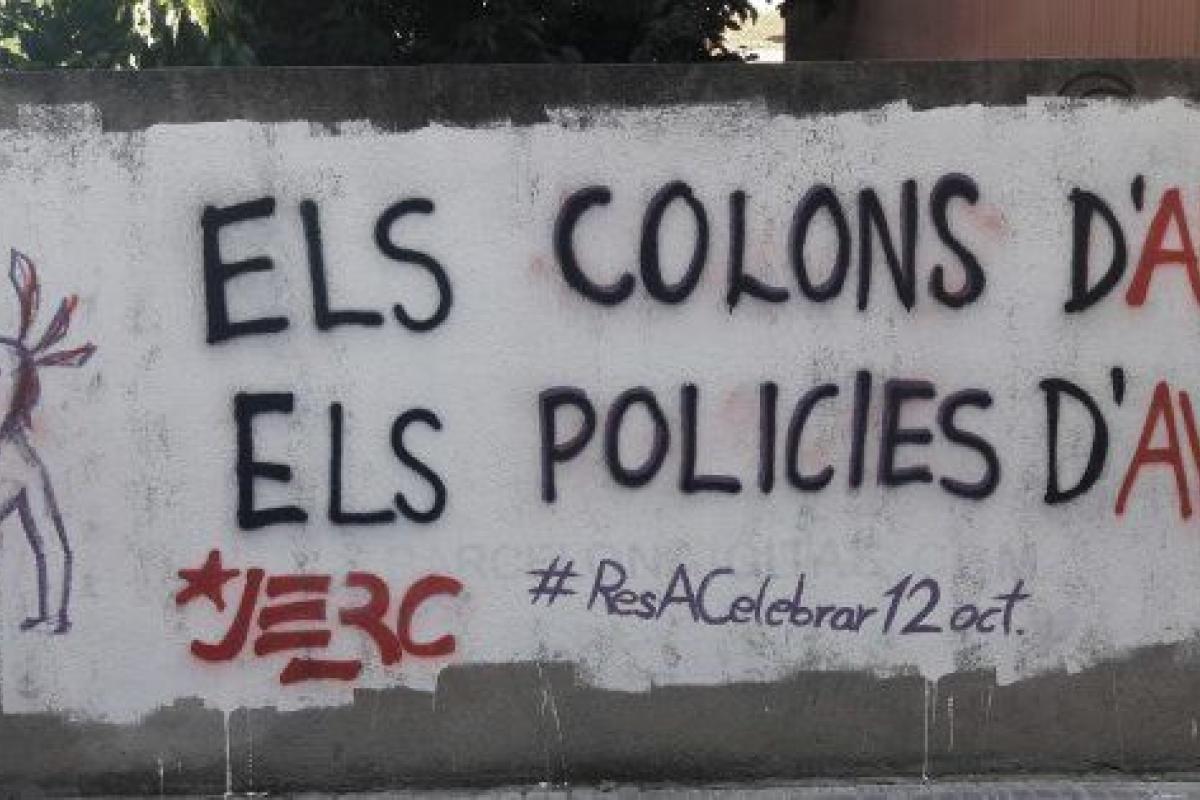 ELS COLONS D'A
ELS POLICIES D'AV
JERC #ResACelebrar12oct.